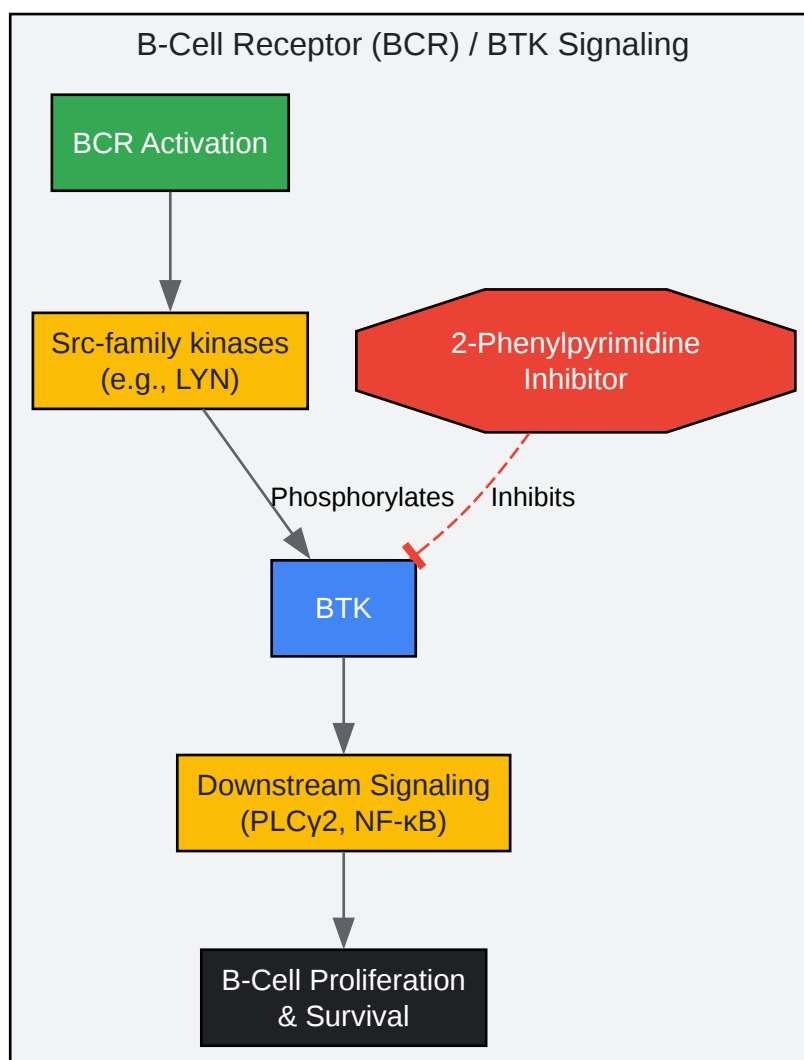 B-Cell Receptor (BCR) / BTK Signaling
BCR Activation
Src-family kinases
(e.g., LYN)
2-Phenylpyrimidine
Inhibitor
Phosphorylates
Inhibits
BTK
Downstream Signaling
(PLCγ2, NF-κB)
B-Cell Proliferation
& Survival